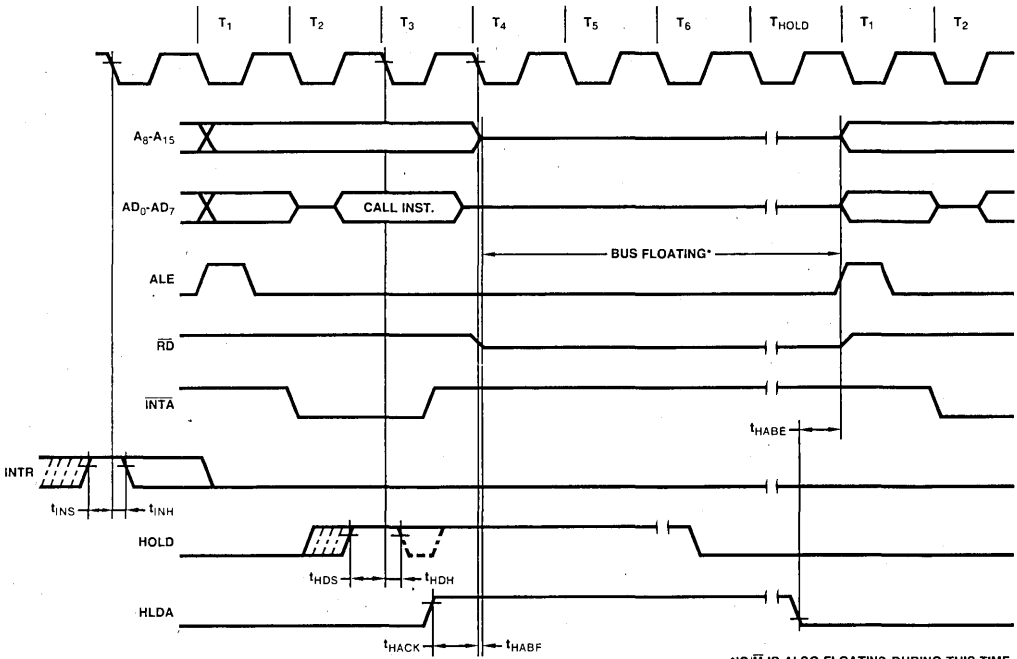 T1 T2 T3 T4 T5 T6 THOLD T1 T2
A8-A15
AD0-AD7
CALL INST.
BUS FLOATING*
ALE
RD
INTA
tHABE
INTR
tINS
tINH
HOLD
tHDS
tHDH
HLDA
tHACK
tHABF
*IO/M IS ALSO FLOATING DURING THIS TIME